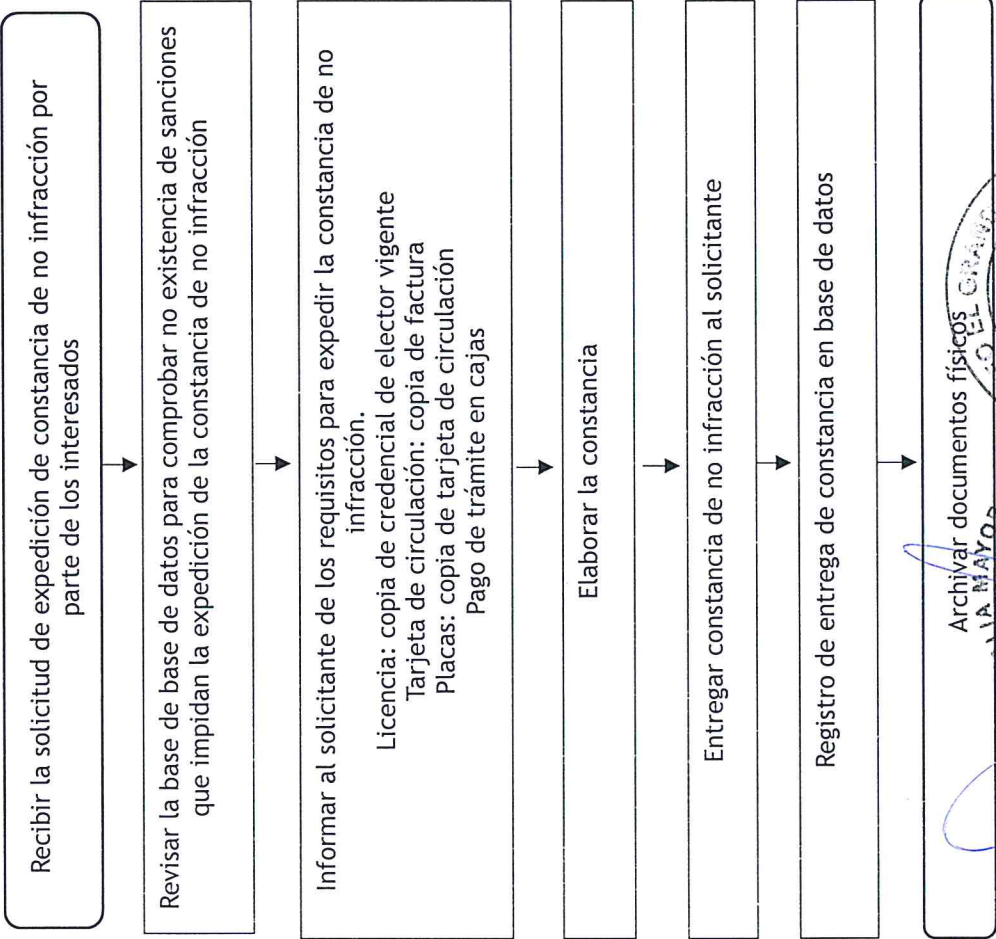 Recibir la solicitud de expedición de constancia de no infracción por
parte de los interesados
Revisar la base de base de datos para comprobar no existencia de sanciones
que impidan la expedición de la constancia de no infracción
Informar al solicitante de los requisitos para expedir la constancia de no
infracción.
Licencia: copia de credencial de elector vigente
Tarjeta de circulación: copia de factura
Placas: copia de tarjeta de circulación
Pago de trámite en cajas
Elaborar la constancia
Entregar constancia de no infracción al solicitante
Registro de entrega de constancia en base de datos
Archivar documentos físicos
EL
MAYOR